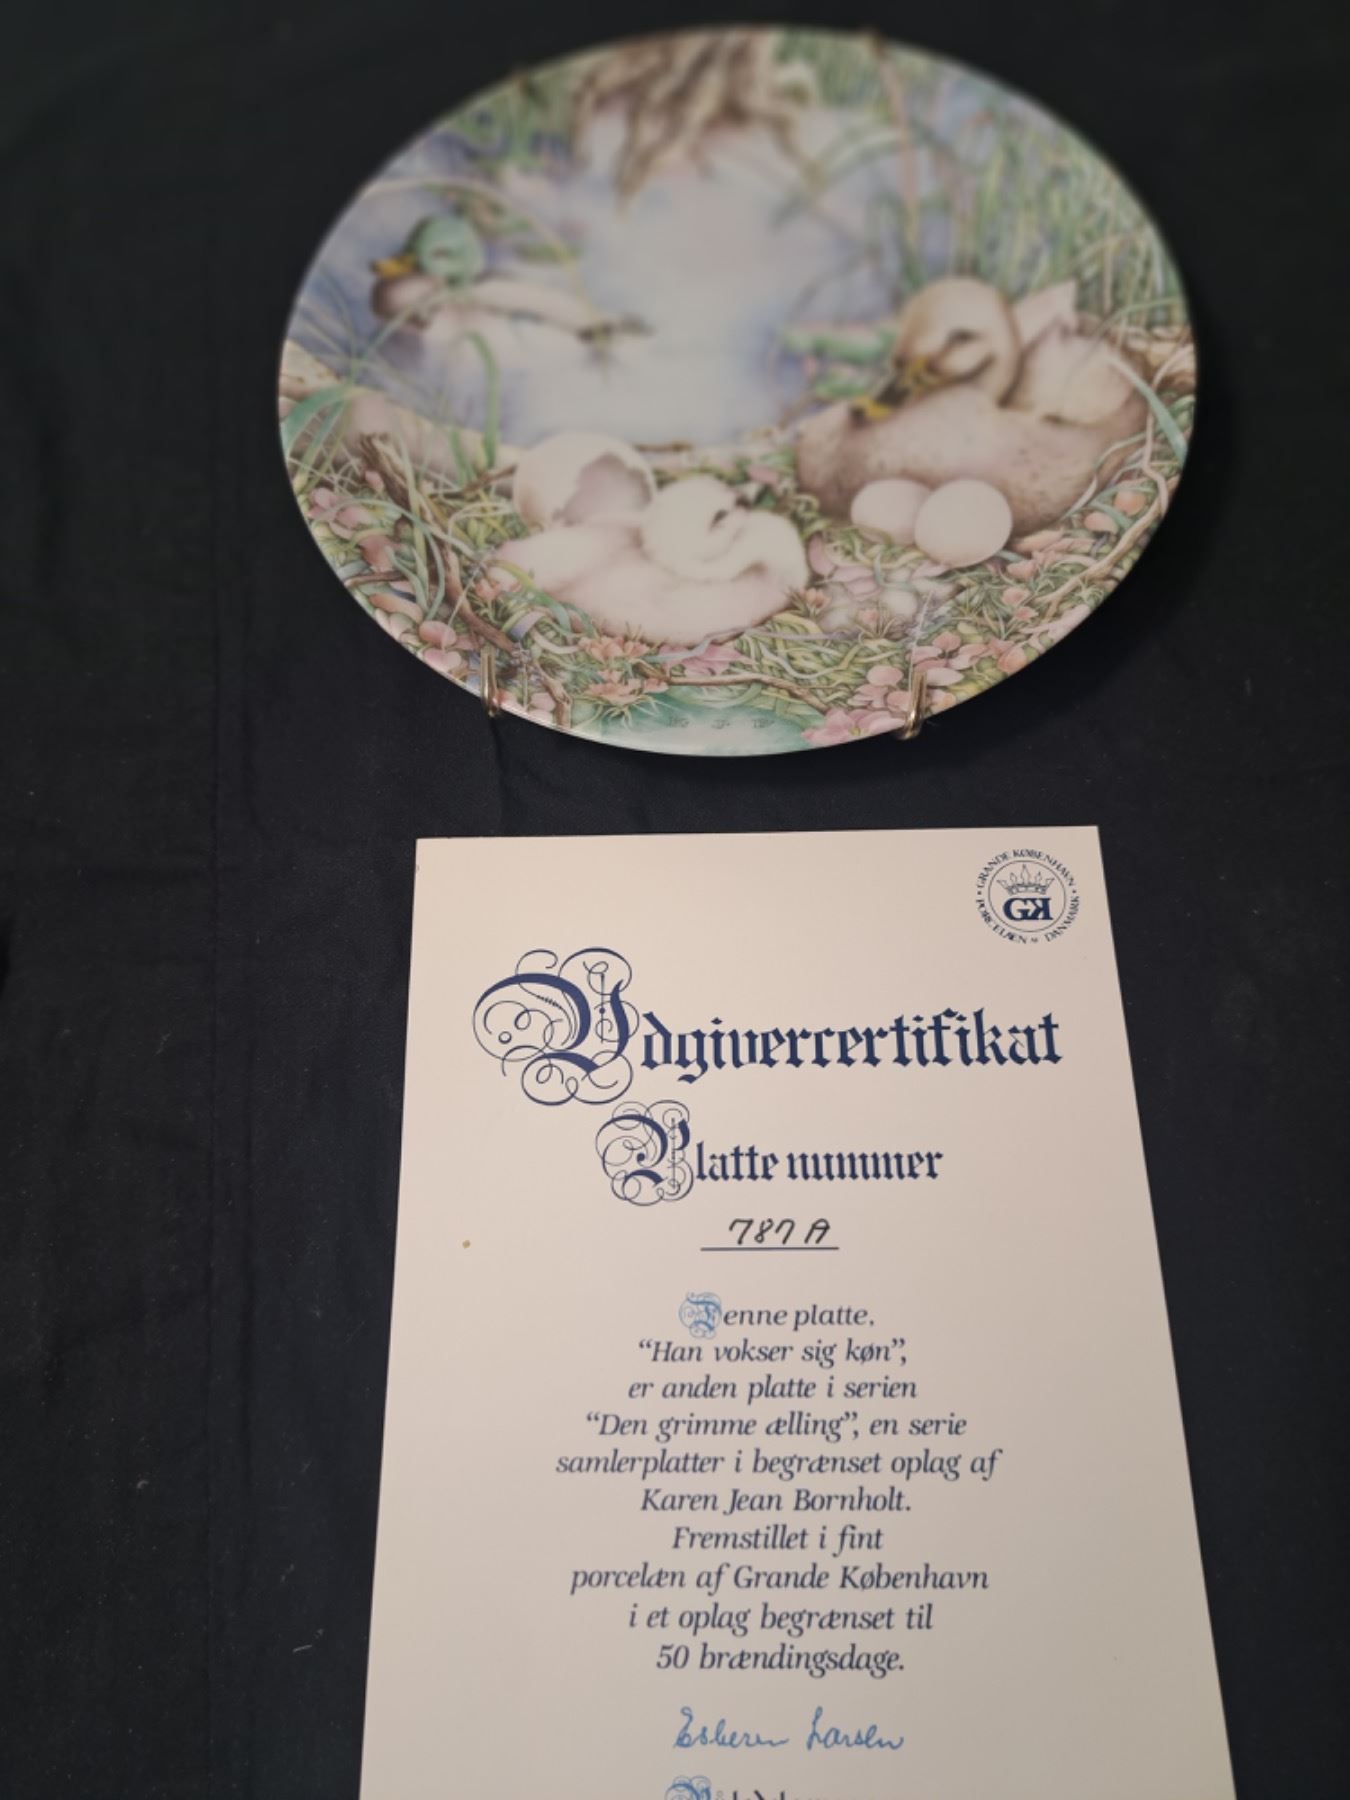 K J B
GRANDE KØBENHAVN • PORCELÆN • DANMARK
GK
Udgivercertifikat
Platte nummer
787 A
Denne platte,
“Han vokser sig køn”,
er anden platte i serien
“Den grimme ælling”, en serie
samlerplatter i begrænset oplag af
Karen Jean Bornholt.
Fremstillet i fint
porcelæn af Grande København
i et oplag begrænset til
50 brændingsdage.
Esberen Larsen